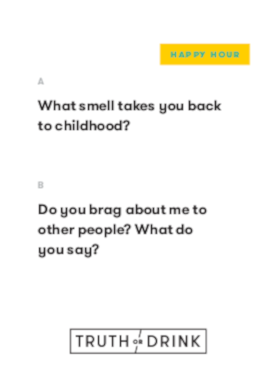 HAPPY HOUR
A
What smell takes you back
to childhood?
B
Do you brag about me to
other people? What do
you say?
TRUTH OR DRINK